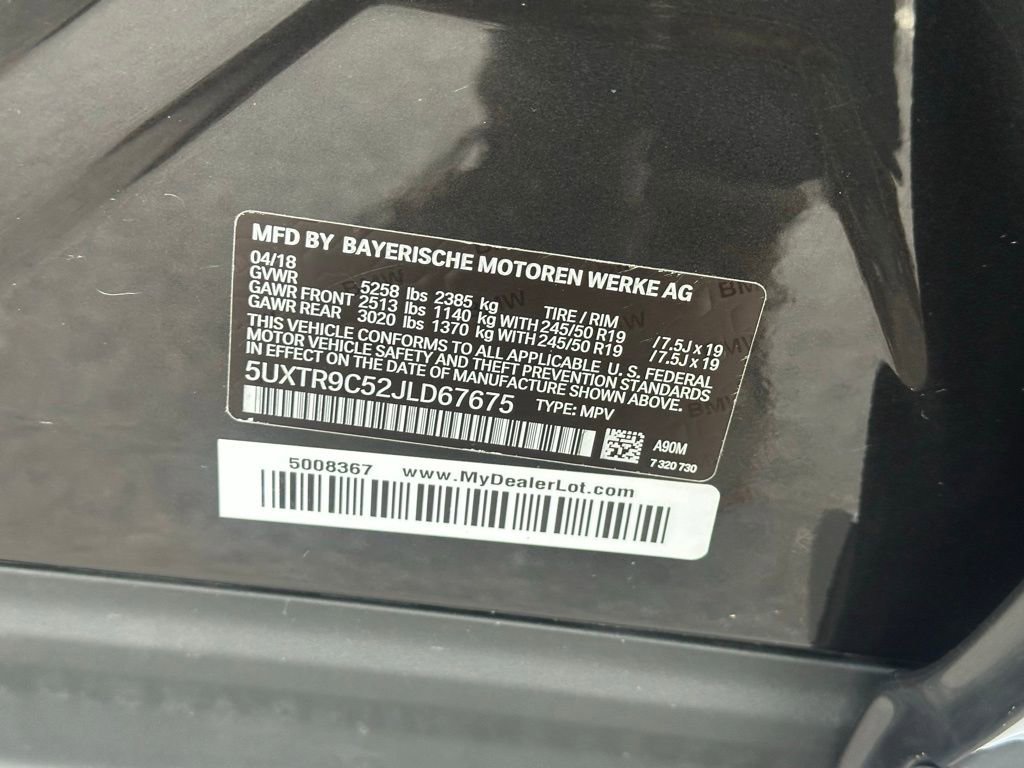 MFD BY BAYERISCHE MOTOREN WERKE AG
04/18
GVWR 5258 lbs 2385 kg TIRE / RIM
GAWR FRONT 2513 lbs 1140 kg WITH 245/50 R19 /7.5J x 19
GAWR REAR 3020 lbs 1370 kg WITH 245/50 R19 /7.5J x 19
THIS VEHICLE CONFORMS TO ALL APPLICABLE U. S. FEDERAL
MOTOR VEHICLE SAFETY AND THEFT PREVENTION STANDARDS
IN EFFECT ON THE DATE OF MANUFACTURE SHOWN ABOVE.
5UXTR9C52JLD67675 TYPE: MPV
A90M
7 320 730
5008367 www.MyDealerLot.com